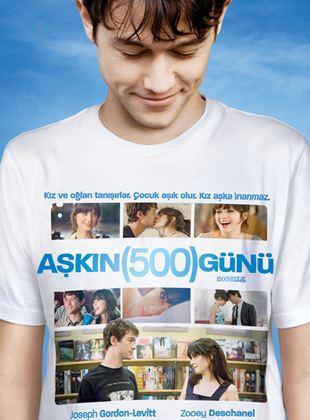 Kız ve oğlan tanışırlar. Çocuk aşık olur. Kız aşka inanmaz.
AŞKIN(500)GÜNÜ
Joseph Gordon-Levitt Zooey Deschanel